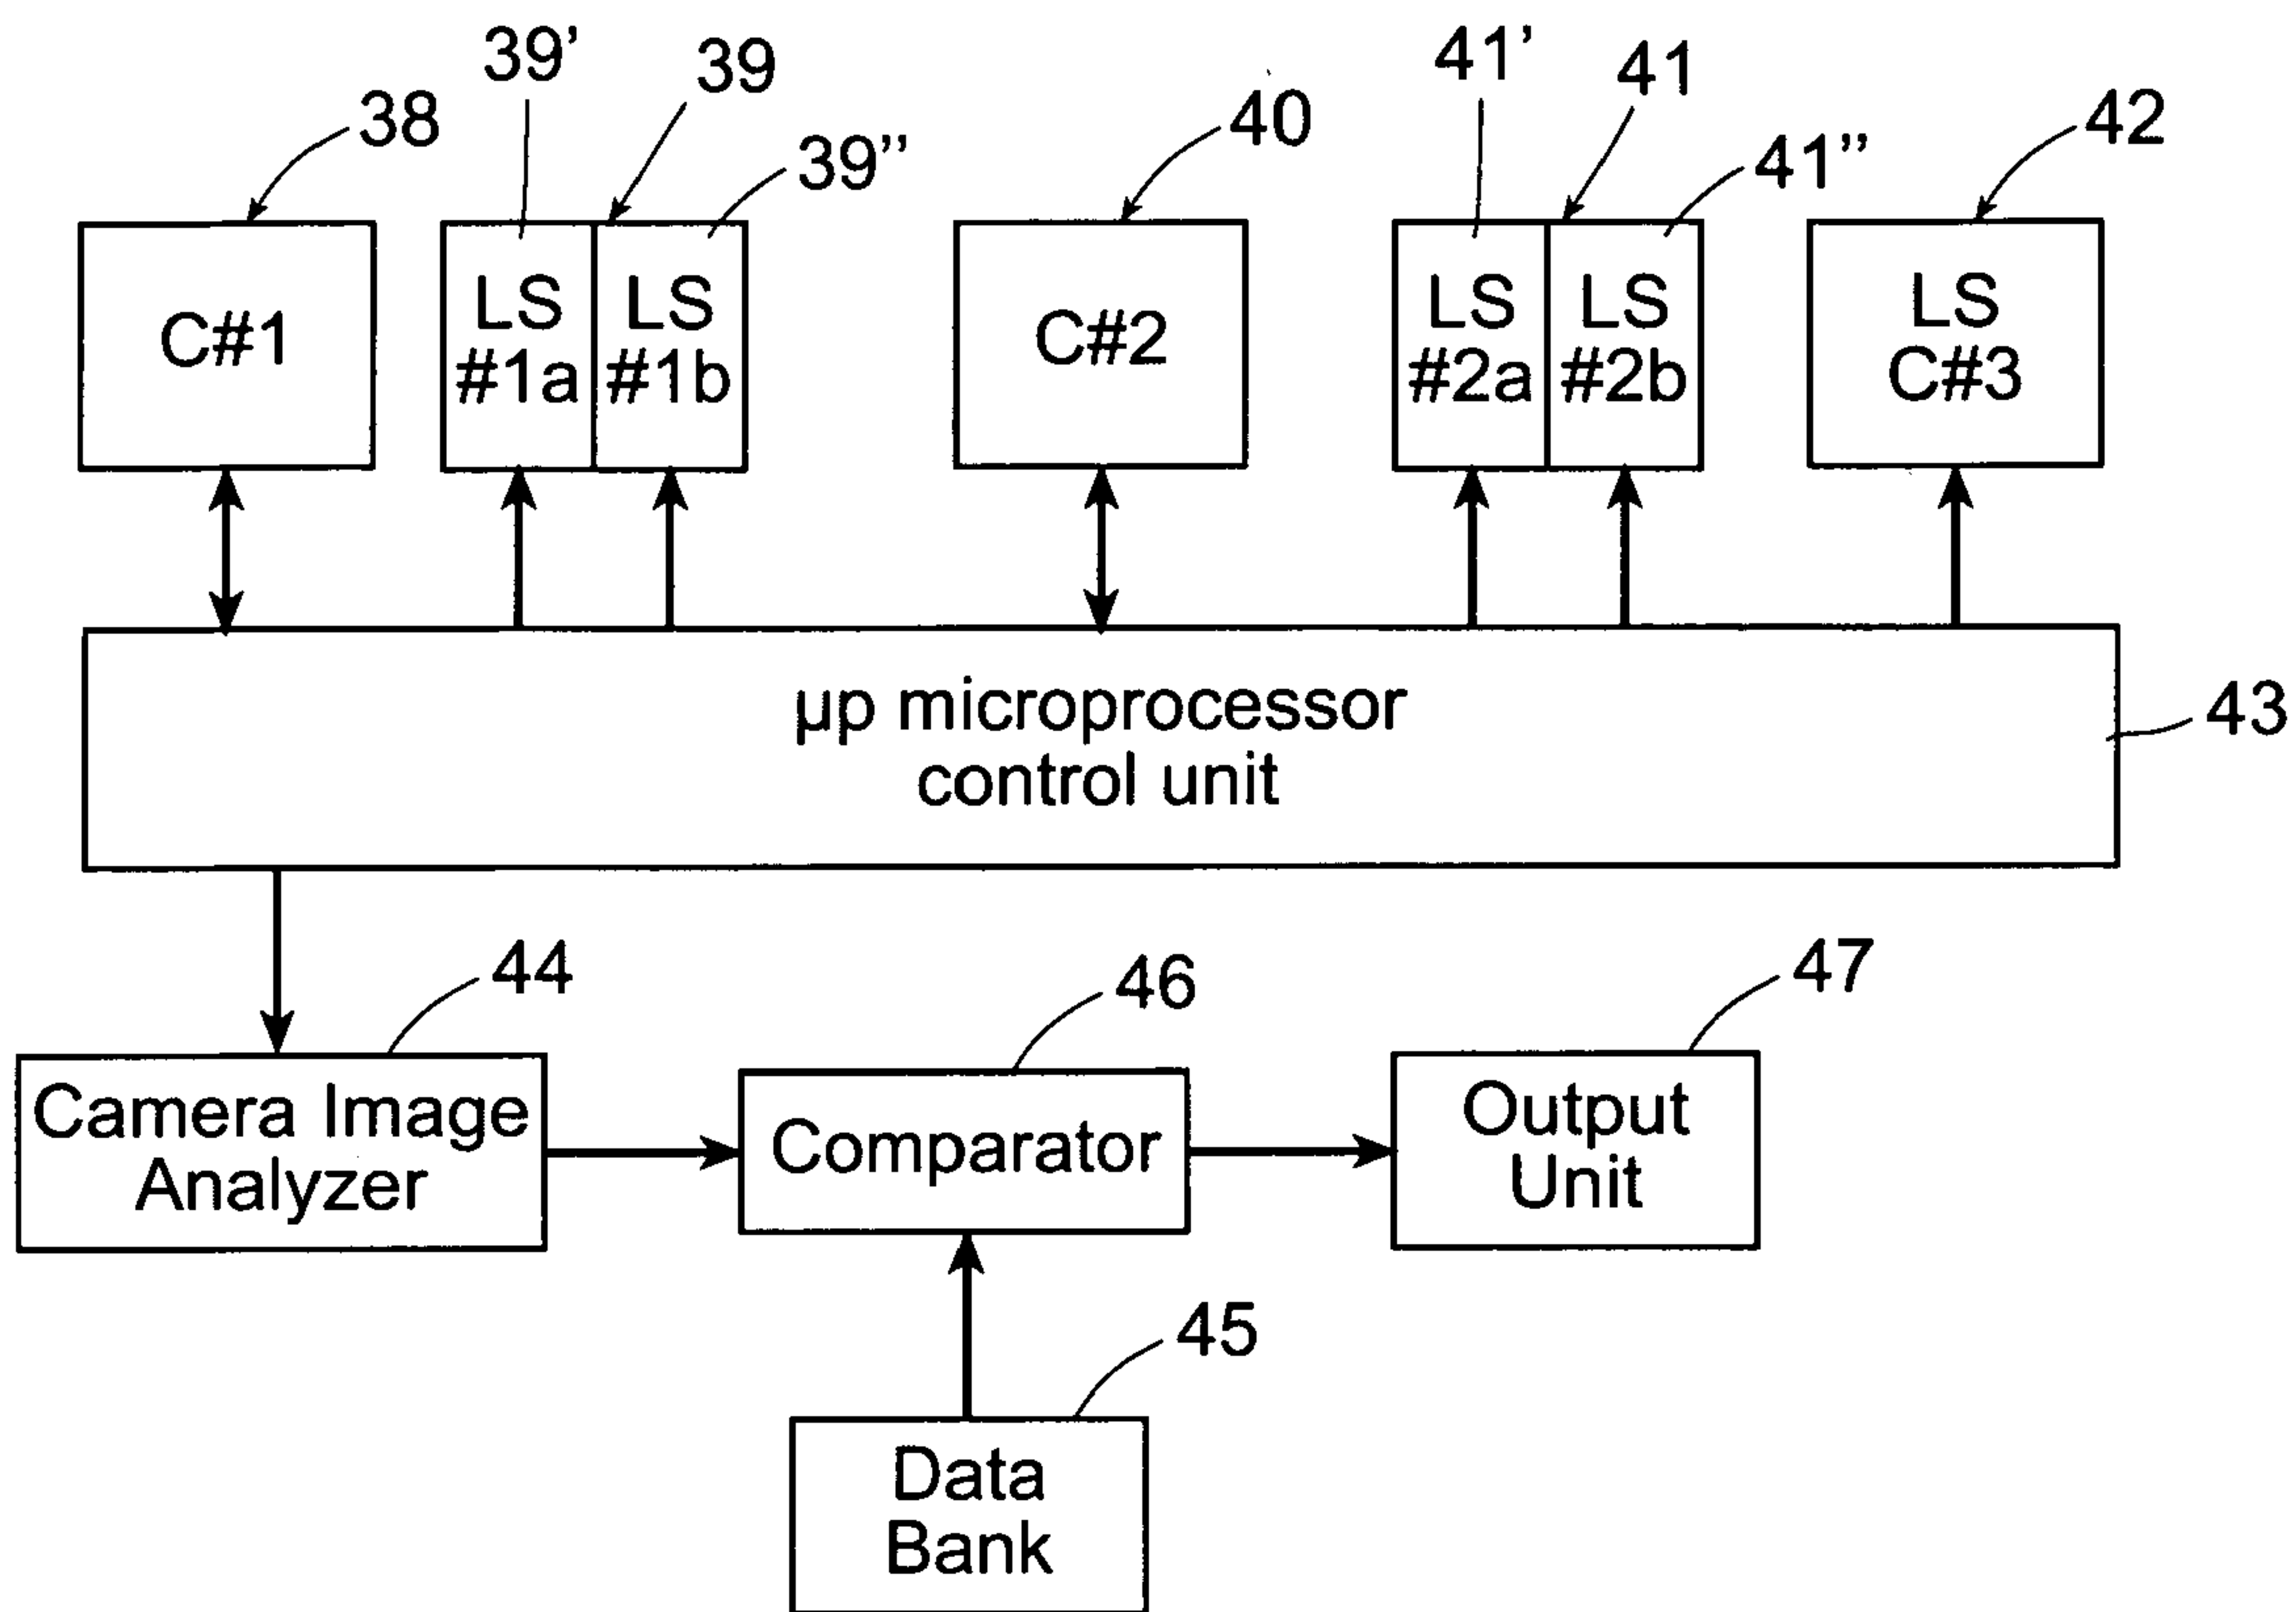 39'
39
41'
41
38
39"
40
41"
42
C#1
LS
#1a
LS
#1b
C#2
LS
#2a
LS
#2b
LS
C#3
µp microprocessor
control unit
43
44
46
47
Camera Image
Analyzer
Comparator
Output
Unit
45
Data
Bank